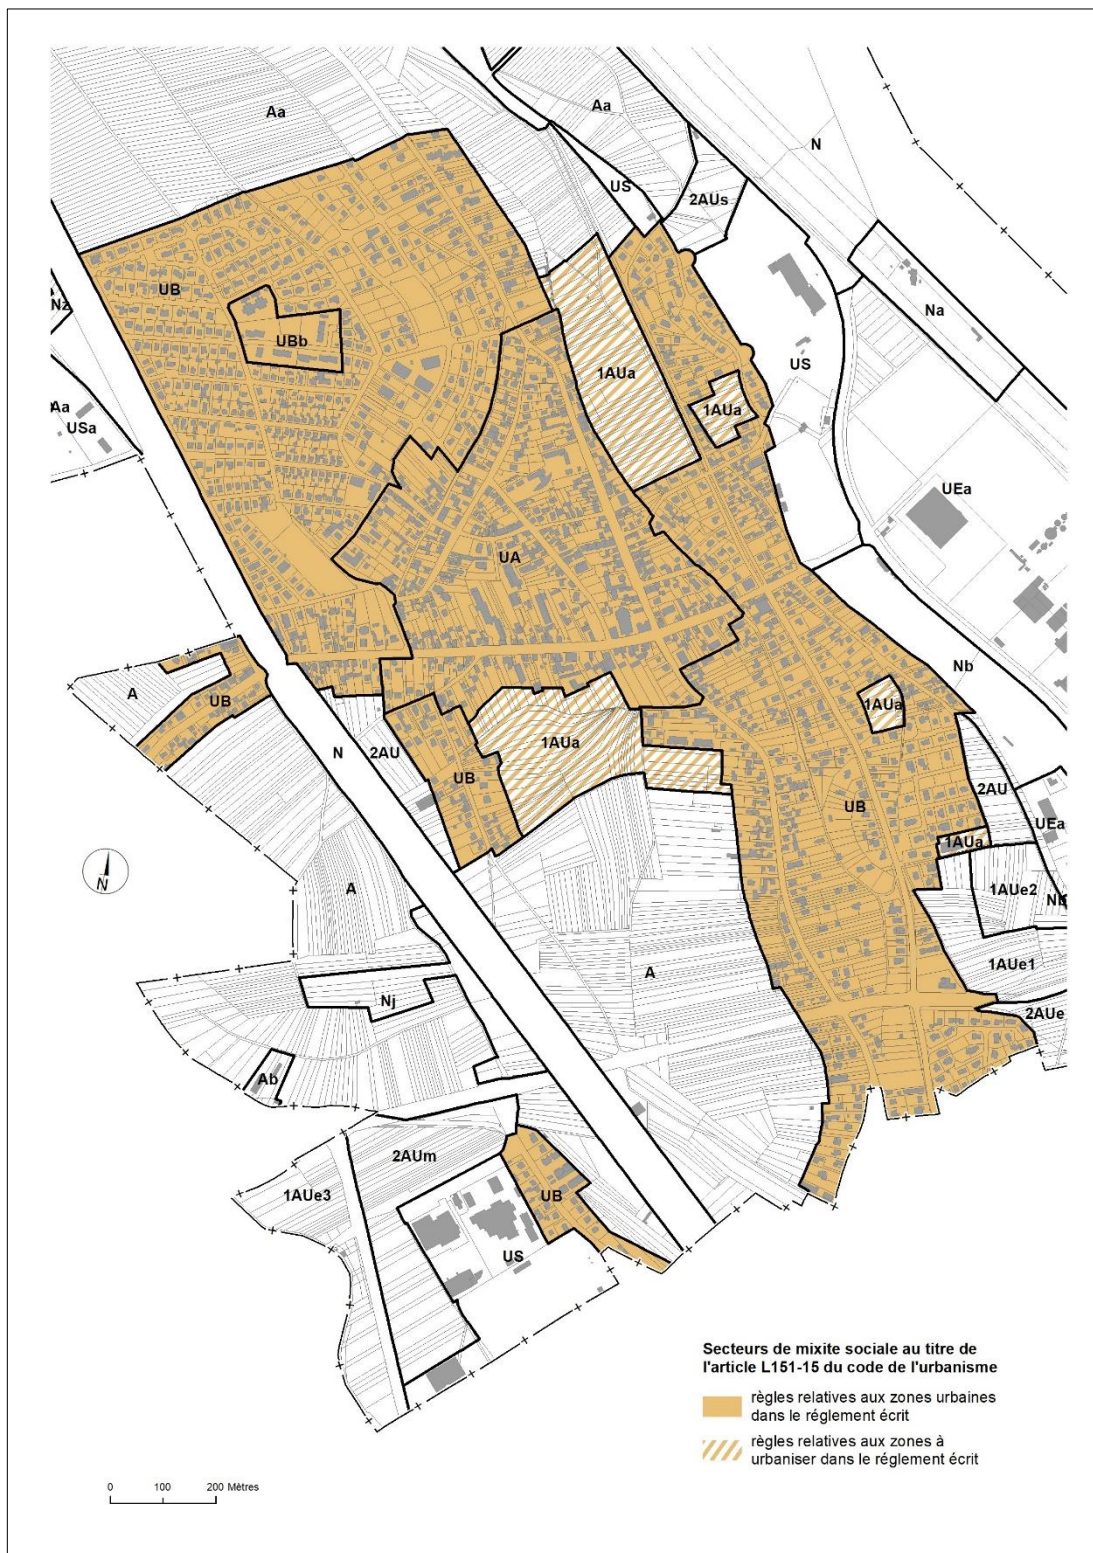 Aa
Aa
N
US
2AUs
UB
Nz
UBb
Na
1AUa
US
Aa
USa
1AUa
UEa
UA
Nb
A
UB
1AUa
N
2AU
1AUa
UB
2AU
UB
UEa
1AUa
1AUe2
Nb
N
A
1AUe1
A
Nj
2AUe
Ab
2AUm
1AUe3
UB
US
Secteurs de mixite sociale au titre de
l'article L151-15 du code de l'urbanisme
règles relatives aux zones urbaines
dans le réglement écrit
règles relatives aux zones à
urbaniser dans le réglement écrit
0 100 200 Mètres